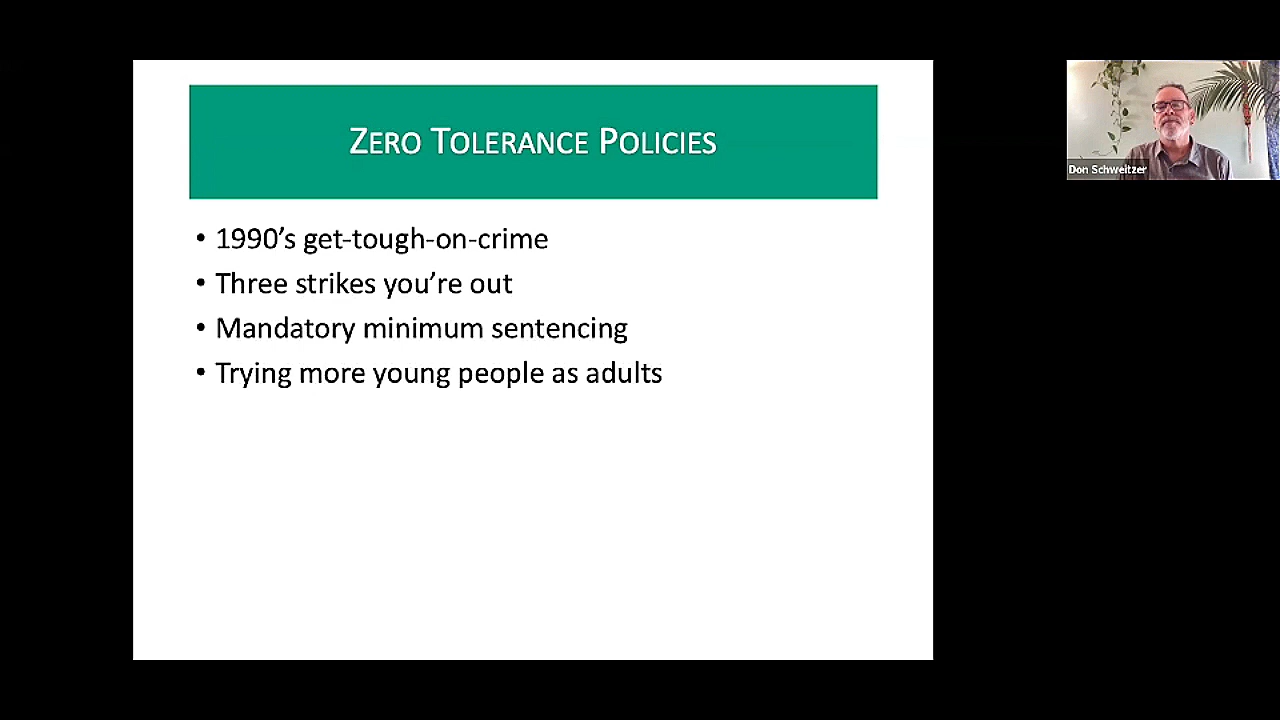 ZERO TOLERANCE POLICIES
• 1990’s get-tough-on-crime
• Three strikes you’re out
• Mandatory minimum sentencing
• Trying more young people as adults
Don Schweitzer